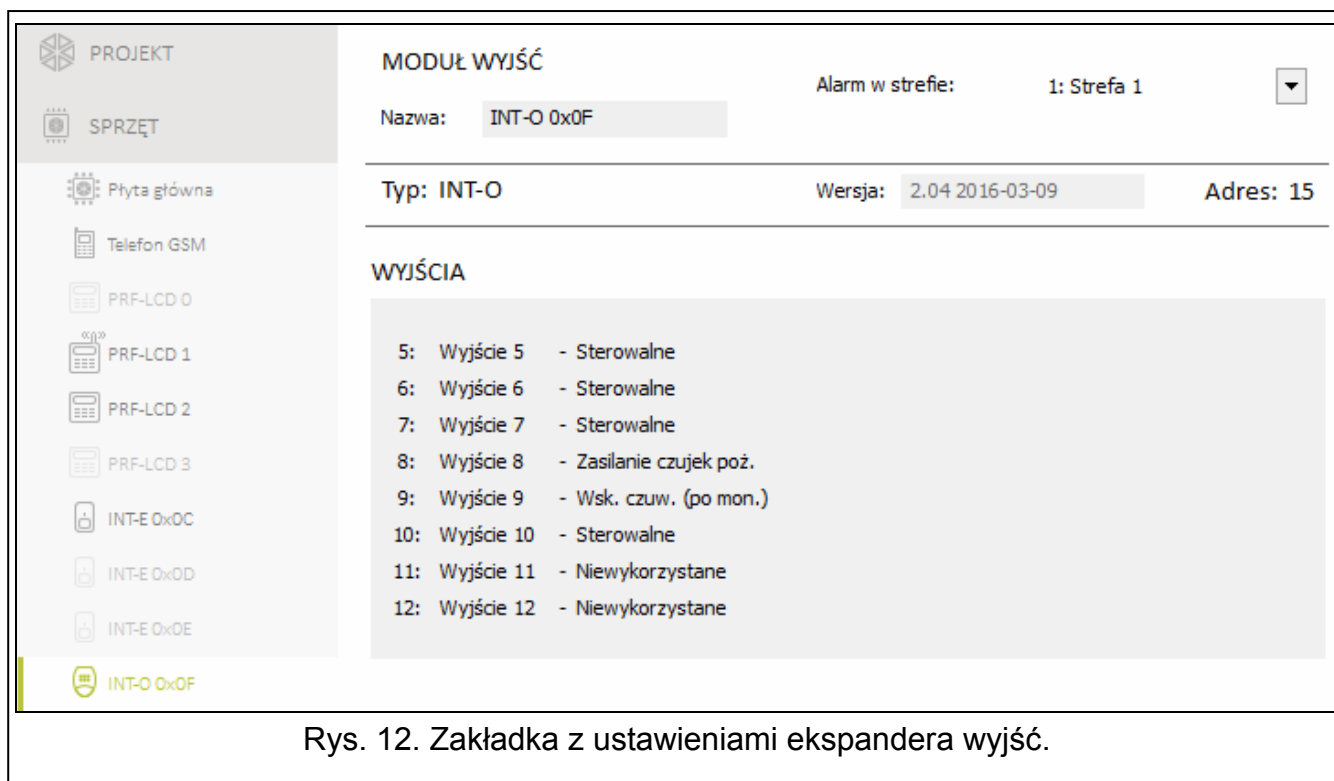 PROJEKT
SPRZĘT
Płyta główna
Telefon GSM
PRF-LCD 0
PRF-LCD 1
PRF-LCD 2
PRF-LCD 3
INT-E 0x0C
INT-E 0x0D
INT-E 0x0E
INT-O 0x0F
MODUŁ WYJŚĆ
Nazwa: INT-O 0x0F
Alarm w strefie: 1: Strefa 1
Typ: INT-O Wersja: 2.04 2016-03-09 Adres: 15
WYJŚCIA
5: Wyjście 5 - Sterowalne
6: Wyjście 6 - Sterowalne
7: Wyjście 7 - Sterowalne
8: Wyjście 8 - Zasilanie czujek poż.
9: Wyjście 9 - Wsk. czuw. (po mon.)
10: Wyjście 10 - Sterowalne
11: Wyjście 11 - Niewykorzystane
12: Wyjście 12 - Niewykorzystane
Rys. 12. Zakładka z ustawieniami ekspandera wyjść.